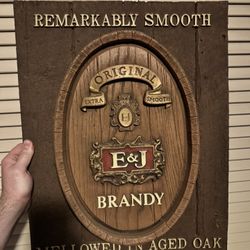 REMARKABLY SMOOTH
ORIGINAL
EXTRA SMOOTH
H
E&J
BRANDY
MELLOWED IN AGED OAK